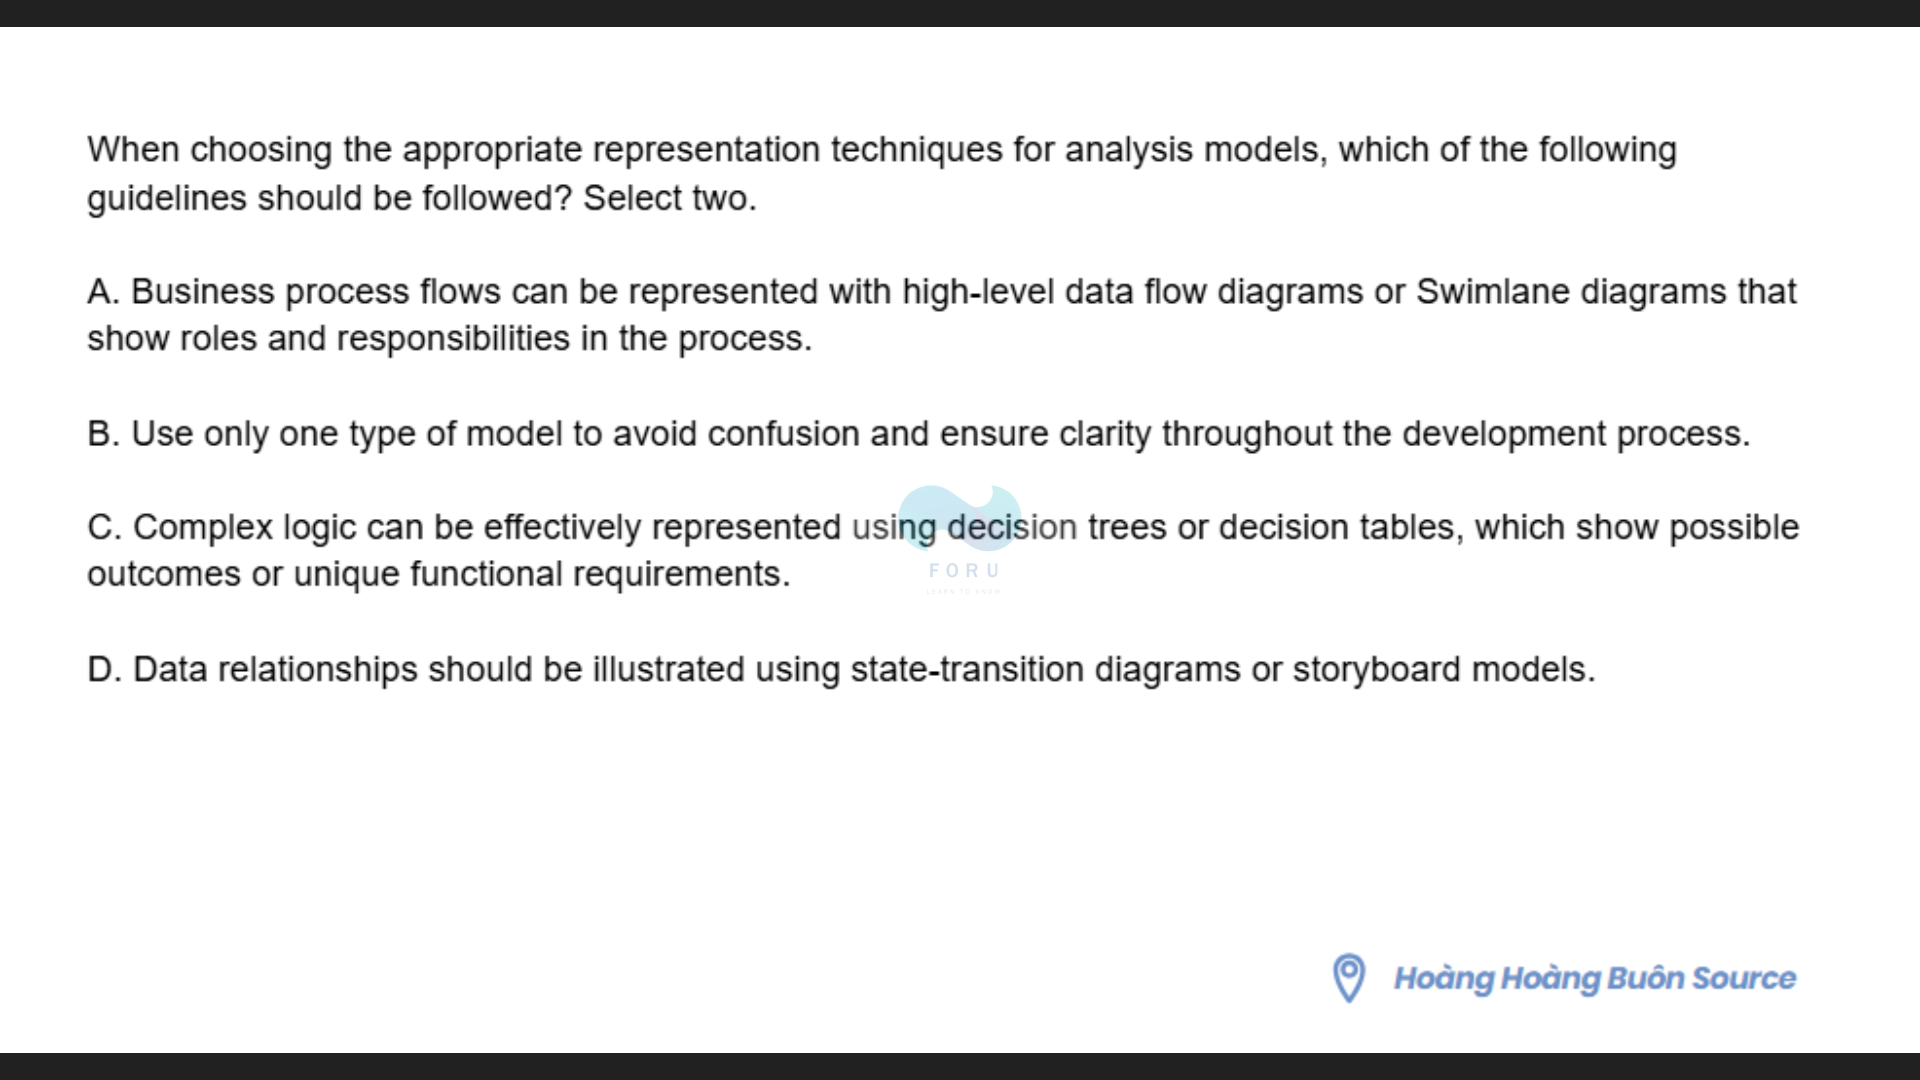 When choosing the appropriate representation techniques for analysis models, which of the following
guidelines should be followed? Select two.
A. Business process flows can be represented with high-level data flow diagrams or Swimlane diagrams that
show roles and responsibilities in the process.
B. Use only one type of model to avoid confusion and ensure clarity throughout the development process.
C. Complex logic can be effectively represented using decision trees or decision tables, which show possible
outcomes or unique functional requirements.
FORU
LEARN TO KNOW
D. Data relationships should be illustrated using state-transition diagrams or storyboard models.
Hoàng Hoàng Buôn Source